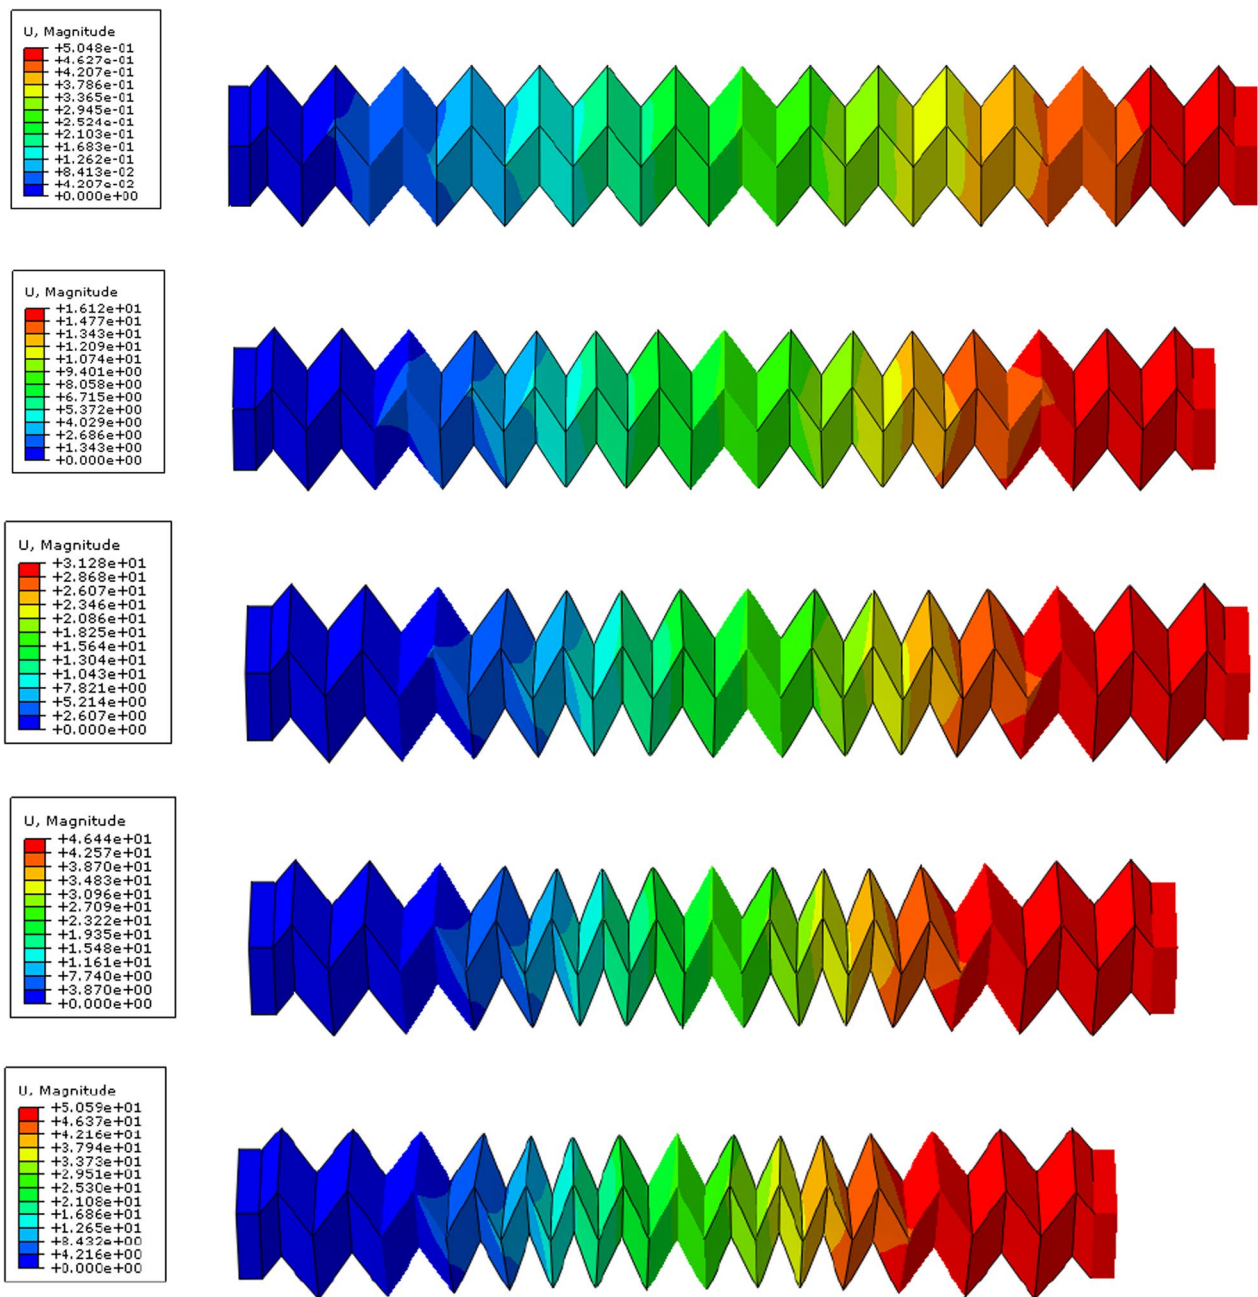 U, Magnitude
+5.048e-01
+4.627e-01
+4.207e-01
+3.786e-01
+3.365e-01
+2.945e-01
+2.524e-01
+2.103e-01
+1.683e-01
+1.262e-01
+8.413e-02
+4.207e-02
+0.000e+00
U, Magnitude
+1.612e+01
+1.477e+01
+1.343e+01
+1.209e+01
+1.074e+01
+9.401e+00
+8.058e+00
+6.715e+00
+5.372e+00
+4.029e+00
+2.686e+00
+1.343e+00
+0.000e+00
U, Magnitude
+3.128e+01
+2.868e+01
+2.607e+01
+2.346e+01
+2.086e+01
+1.825e+01
+1.564e+01
+1.304e+01
+1.043e+01
+7.821e+00
+5.214e+00
+2.607e+00
+0.000e+00
U, Magnitude
+4.644e+01
+4.257e+01
+3.870e+01
+3.483e+01
+3.096e+01
+2.709e+01
+2.322e+01
+1.935e+01
+1.548e+01
+1.161e+01
+7.740e+00
+3.870e+00
+0.000e+00
U, Magnitude
+5.059e+01
+4.637e+01
+4.216e+01
+3.794e+01
+3.373e+01
+2.951e+01
+2.530e+01
+2.108e+01
+1.686e+01
+1.265e+01
+8.432e+00
+4.216e+00
+0.000e+00